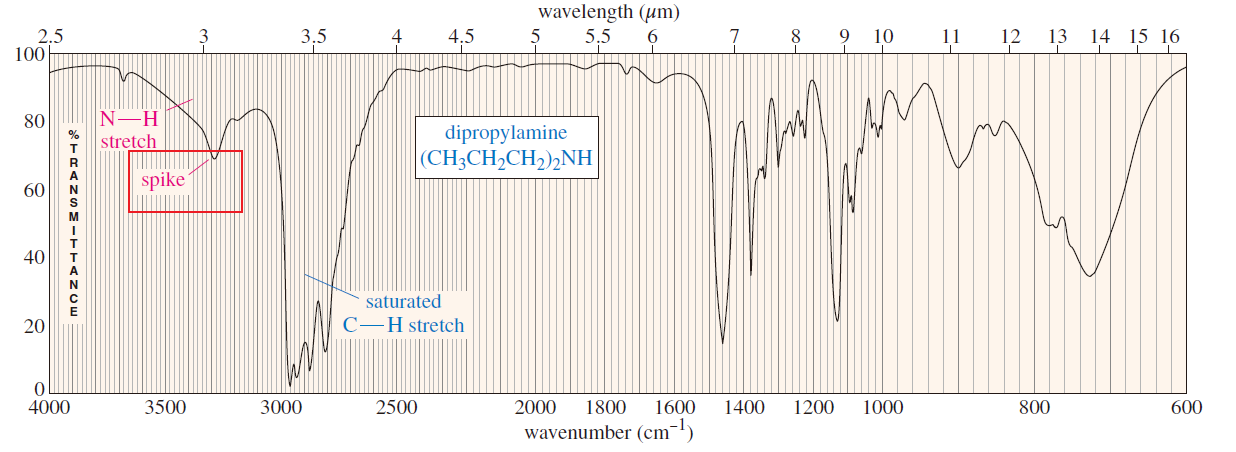 wavelength (μm)
2.5 3 3.5 4 4.5 5 5.5 6 7 8 9 10 11 12 13 14 15 16
100
80
60
40
20
0
% TRANSMITTANCE
N—H
stretch
spike
dipropylamine
(CH₃CH₂CH₂)₂NH
saturated
C—H stretch
4000 3500 3000 2500 2000 1800 1600 1400 1200 1000 800 600
wavenumber (cm⁻¹)